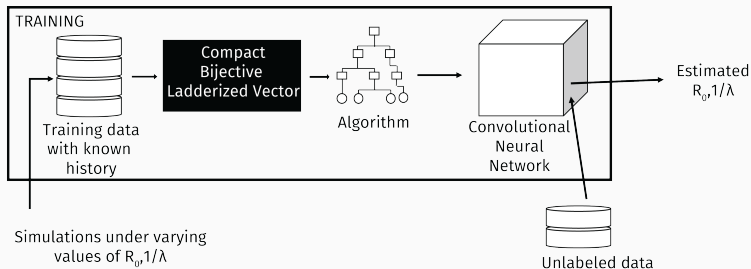 TRAINING
Compact
Bijective
Ladderized Vector
Training data
with known
history
Algorithm
Convolutional
Neural
Network
Estimated
R₀,1/λ
Simulations under varying
values of R₀,1/λ
Unlabeled data